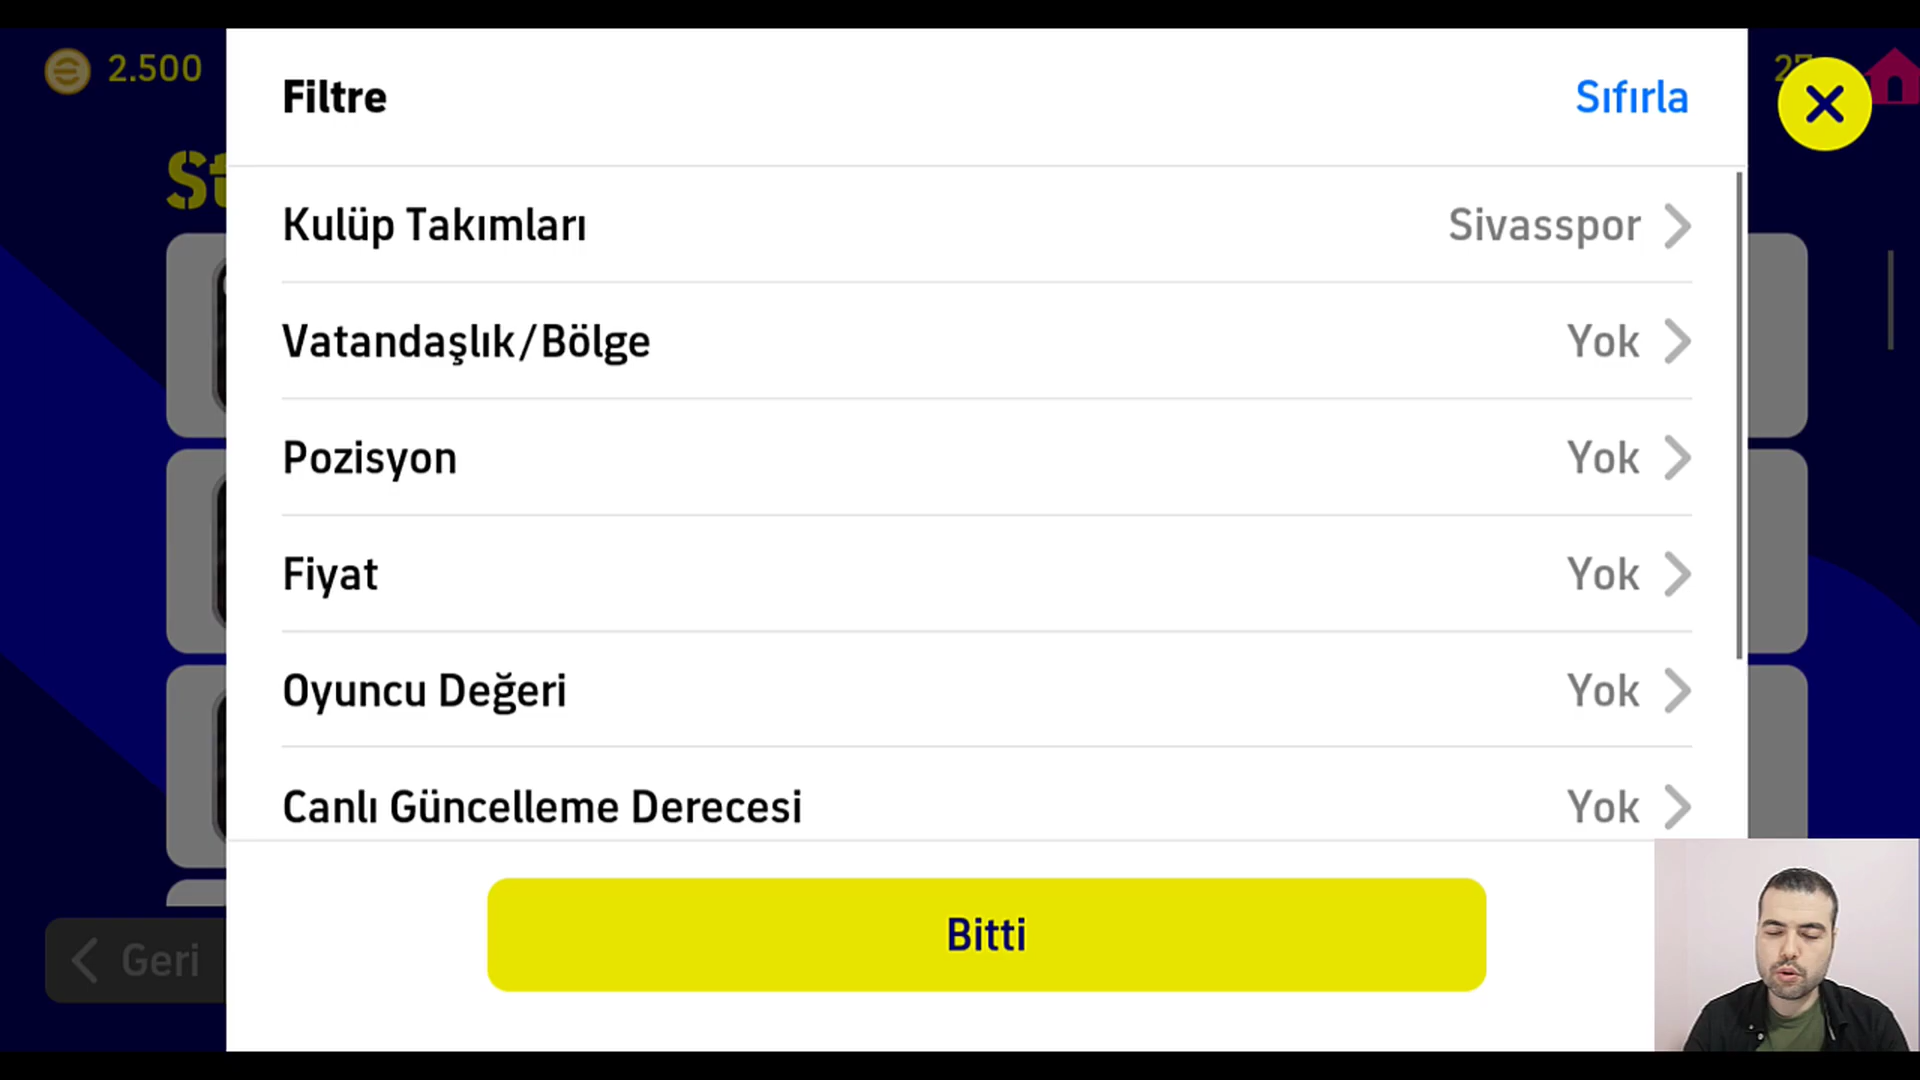 2.500
Filtre
Sıfırla
St
Kulüp Takımları
Sivasspor
Vatandaşlık/Bölge
Yok
Pozisyon
Yok
Fiyat
Yok
Oyuncu Değeri
Yok
Canlı Güncelleme Derecesi
Yok
Bitti
Geri